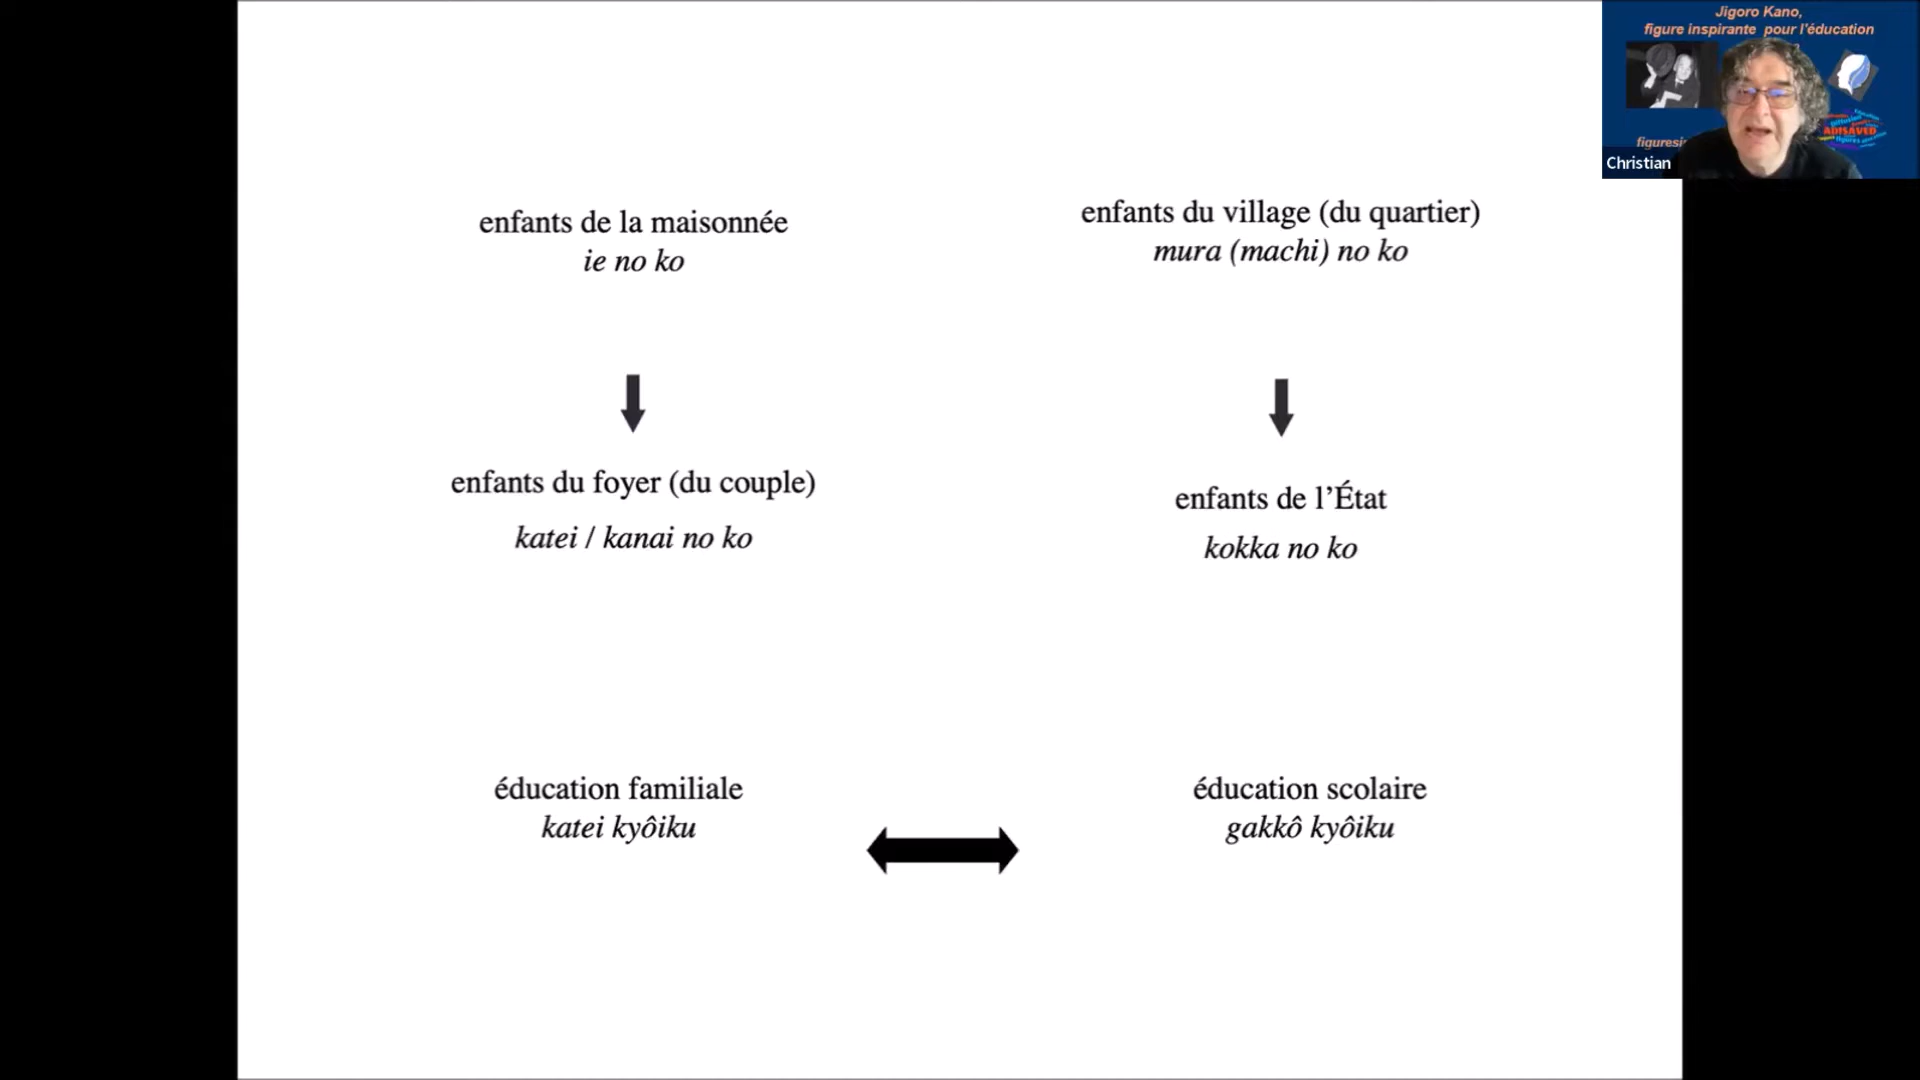 enfants de la maisonnée
ie no ko
enfants du village (du quartier)
mura (machi) no ko
enfants du foyer (du couple)
katei / kanai no ko
enfants de l’État
kokka no ko
éducation familiale
katei kyôiku
éducation scolaire
gakkô kyôiku
Jigoro Kano,
figure inspirante pour l'éducation
ADISAVED
Christian